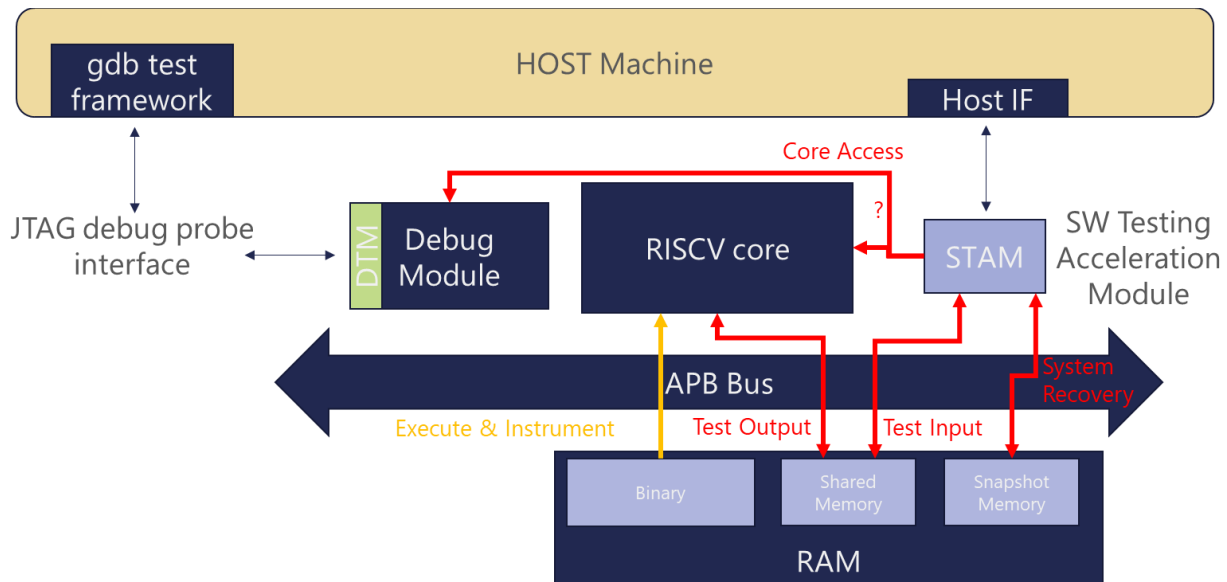 HOST Machine
gdb test
framework
Host IF
Core Access
?
JTAG debug probe
interface
DTM
Debug
Module
RISCV core
STAM
SW Testing
Acceleration
Module
APB Bus
System
Recovery
Execute & Instrument
Test Output
Test Input
Binary
Shared
Memory
Snapshot
Memory
RAM